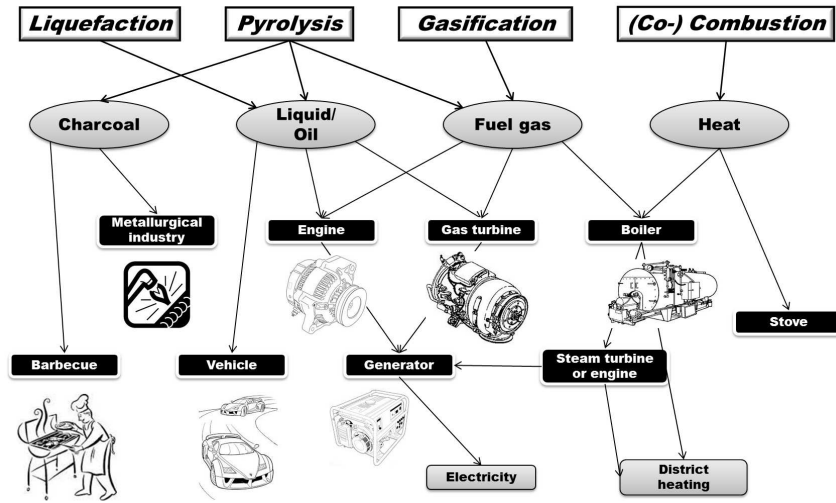 Liquefaction
Pyrolysis
Gasification
(Co-) Combustion
Charcoal
Liquid/
Oil
Fuel gas
Heat
Metallurgical
industry
Engine
Gas turbine
Boiler
Stove
Barbecue
Vehicle
Generator
Steam turbine
or engine
Electricity
District
heating